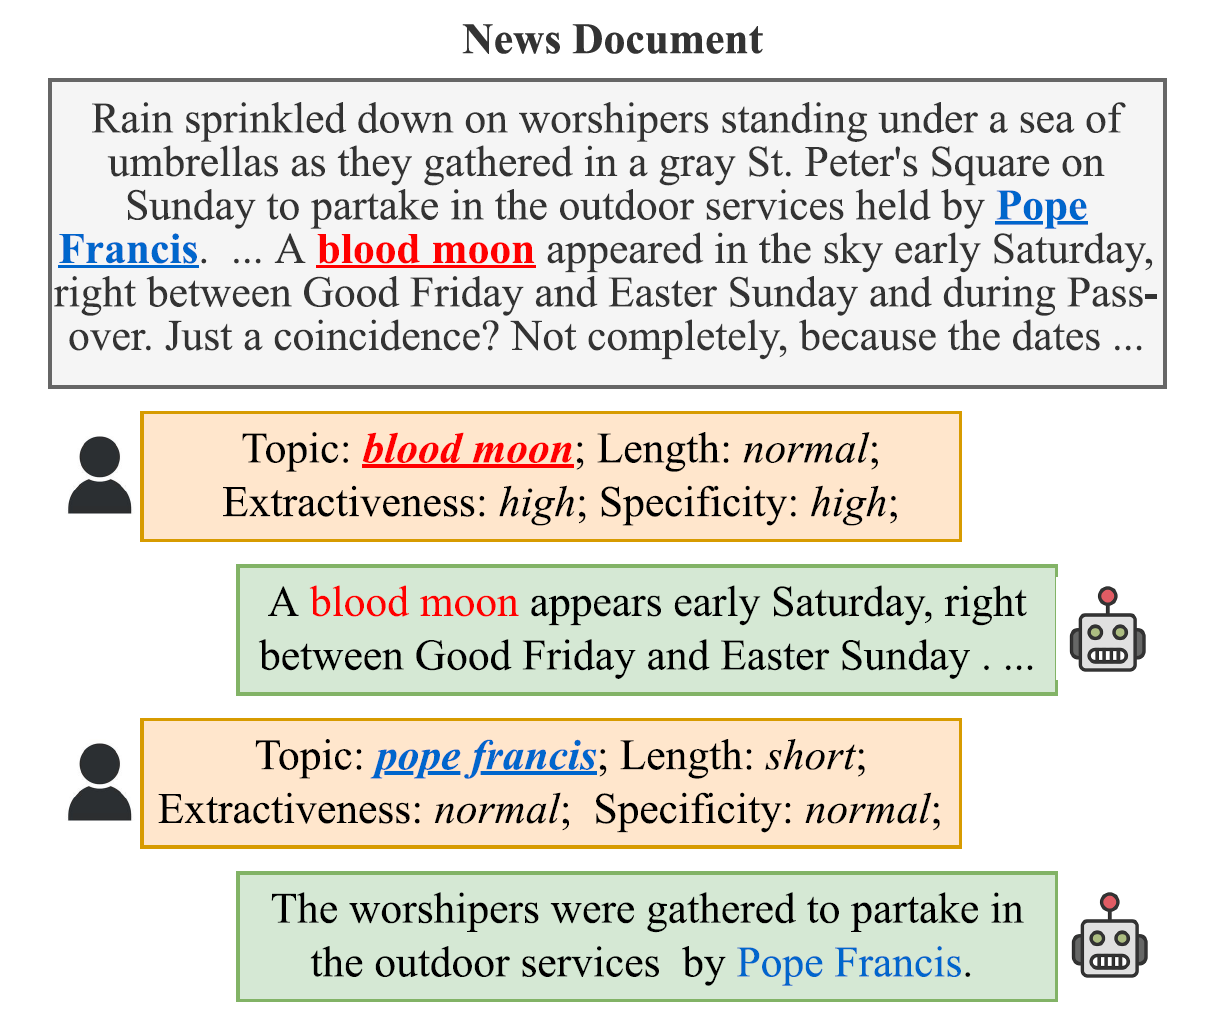 News Document
Rain sprinkled down on worshipers standing under a sea of
umbrellas as they gathered in a gray St. Peter's Square on
Sunday to partake in the outdoor services held by Pope
Francis.  ... A blood moon appeared in the sky early Saturday,
right between Good Friday and Easter Sunday and during Pass-
over. Just a coincidence? Not completely, because the dates ...
Topic: blood moon; Length: normal;
Extractiveness: high; Specificity: high;
A blood moon appears early Saturday, right
between Good Friday and Easter Sunday . ...
Topic: pope francis; Length: short;
Extractiveness: normal;  Specificity: normal;
The worshipers were gathered to partake in
the outdoor services  by Pope Francis.